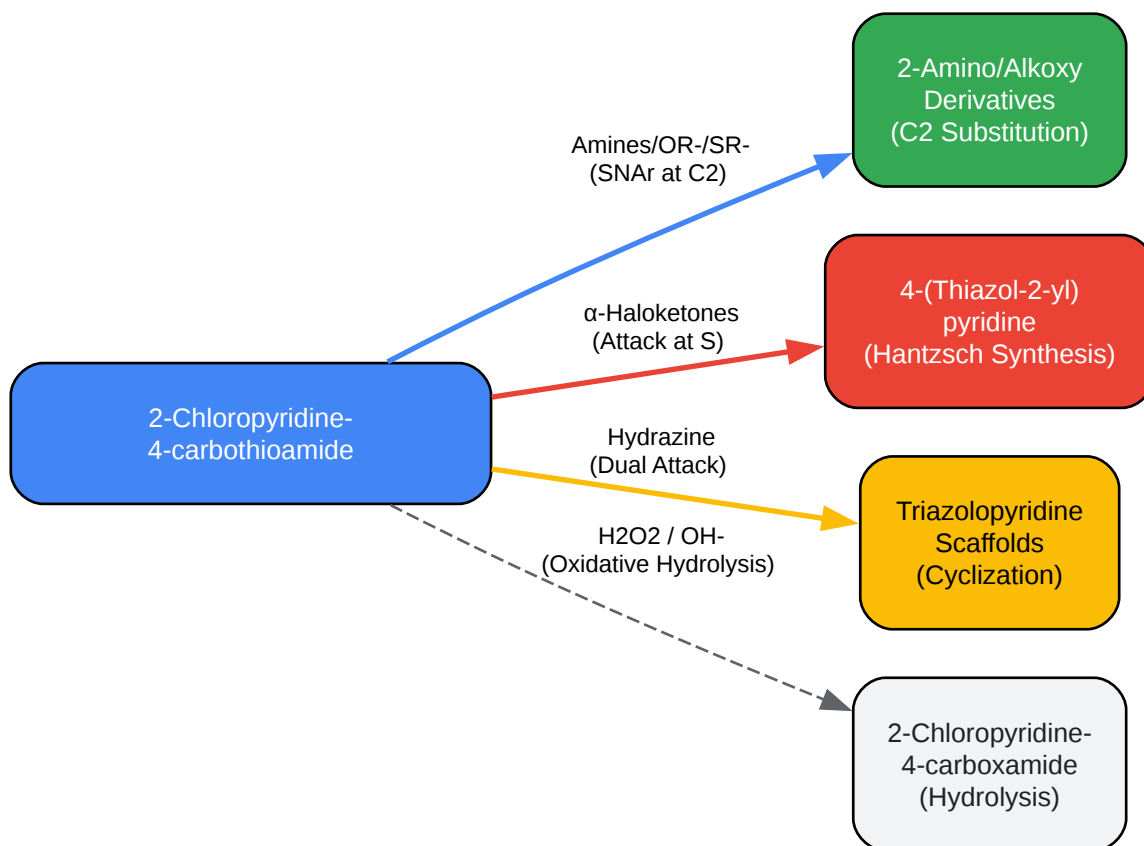 2-Amino/Alkoxy
Derivatives
(C2 Substitution)
Amines/OR-/SR-
(SNAr at C2)
4-(Thiazol-2-yl)
pyridine
(Hantzsch Synthesis)
α-Haloketones
(Attack at S)
2-Chloropyridine-
4-carbothioamide
Hydrazine
(Dual Attack)
Triazolopyridine
Scaffolds
(Cyclization)
H2O2 / OH-
(Oxidative Hydrolysis)
2-Chloropyridine-
4-carboxamide
(Hydrolysis)